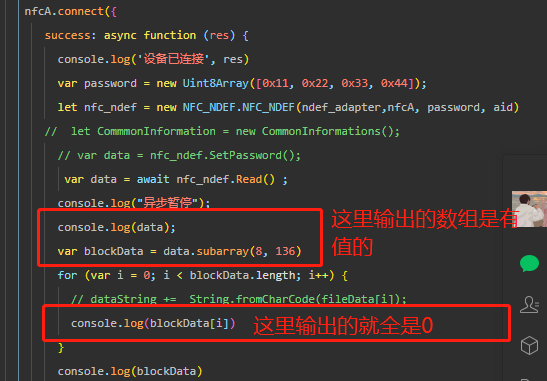 nfcA.connect({
success: async function (res) {
console.log('设备已连接', res)
var password = new Uint8Array([0x11, 0x22, 0x33, 0x44]);
let nfc_ndef = new NFC_NDEF.NFC_NDEF(ndef_adapter,nfcA, password, aid)
// let CommmonInformation = new CommonInformations();
// var data = nfc_ndef.SetPassword();
var data = await nfc_ndef.Read() ;
console.log("异步暂停");
console.log(data);
这里输出的数组是有
值的
var blockData = data.subarray(8, 136)
for (var i = 0; i < blockData.length; i++) {
// dataString += String.fromCharCode(fileData[i]);
console.log(blockData[i])
这里输出的就全是0
}
console.log(blockData)